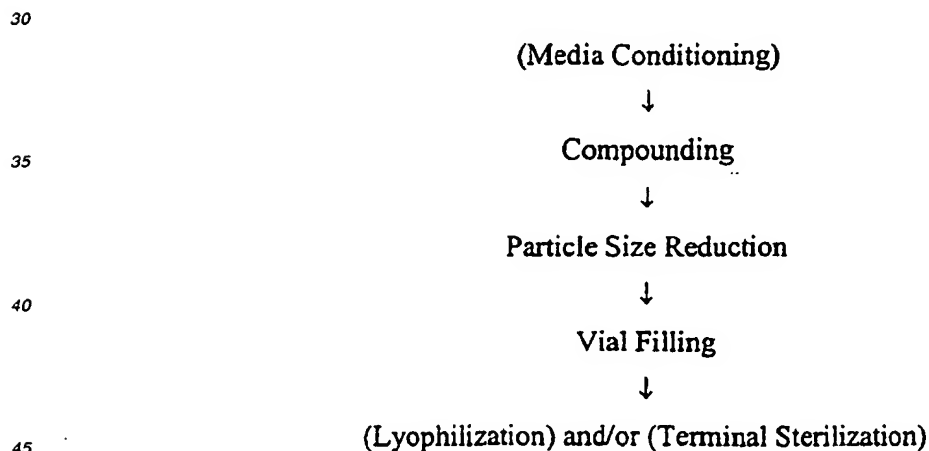 30
(Media Conditioning)
↓
35 Compounding
↓
Particle Size Reduction
↓
40
Vial Filling
↓
45 (Lyophilization) and/or (Terminal Sterilization)